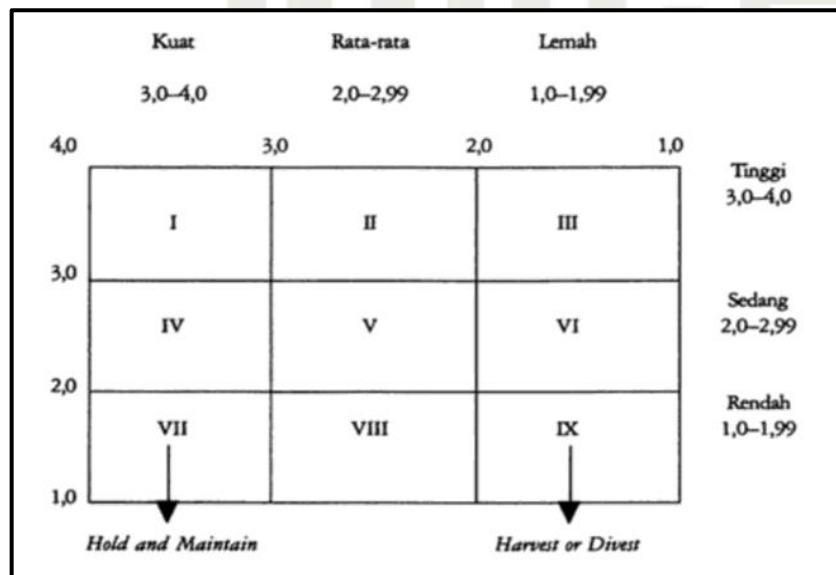 Kuat Rata-rata Lemah
3,0–4,0 2,0–2,99 1,0–1,99
4,0 3,0 2,0 1,0
Tinggi
3,0–4,0
I II III
3,0
Sedang
2,0–2,99
IV V VI
2,0
Rendah
1,0–1,99
VII VIII IX
1,0
Hold and Maintain Harvest or Divest